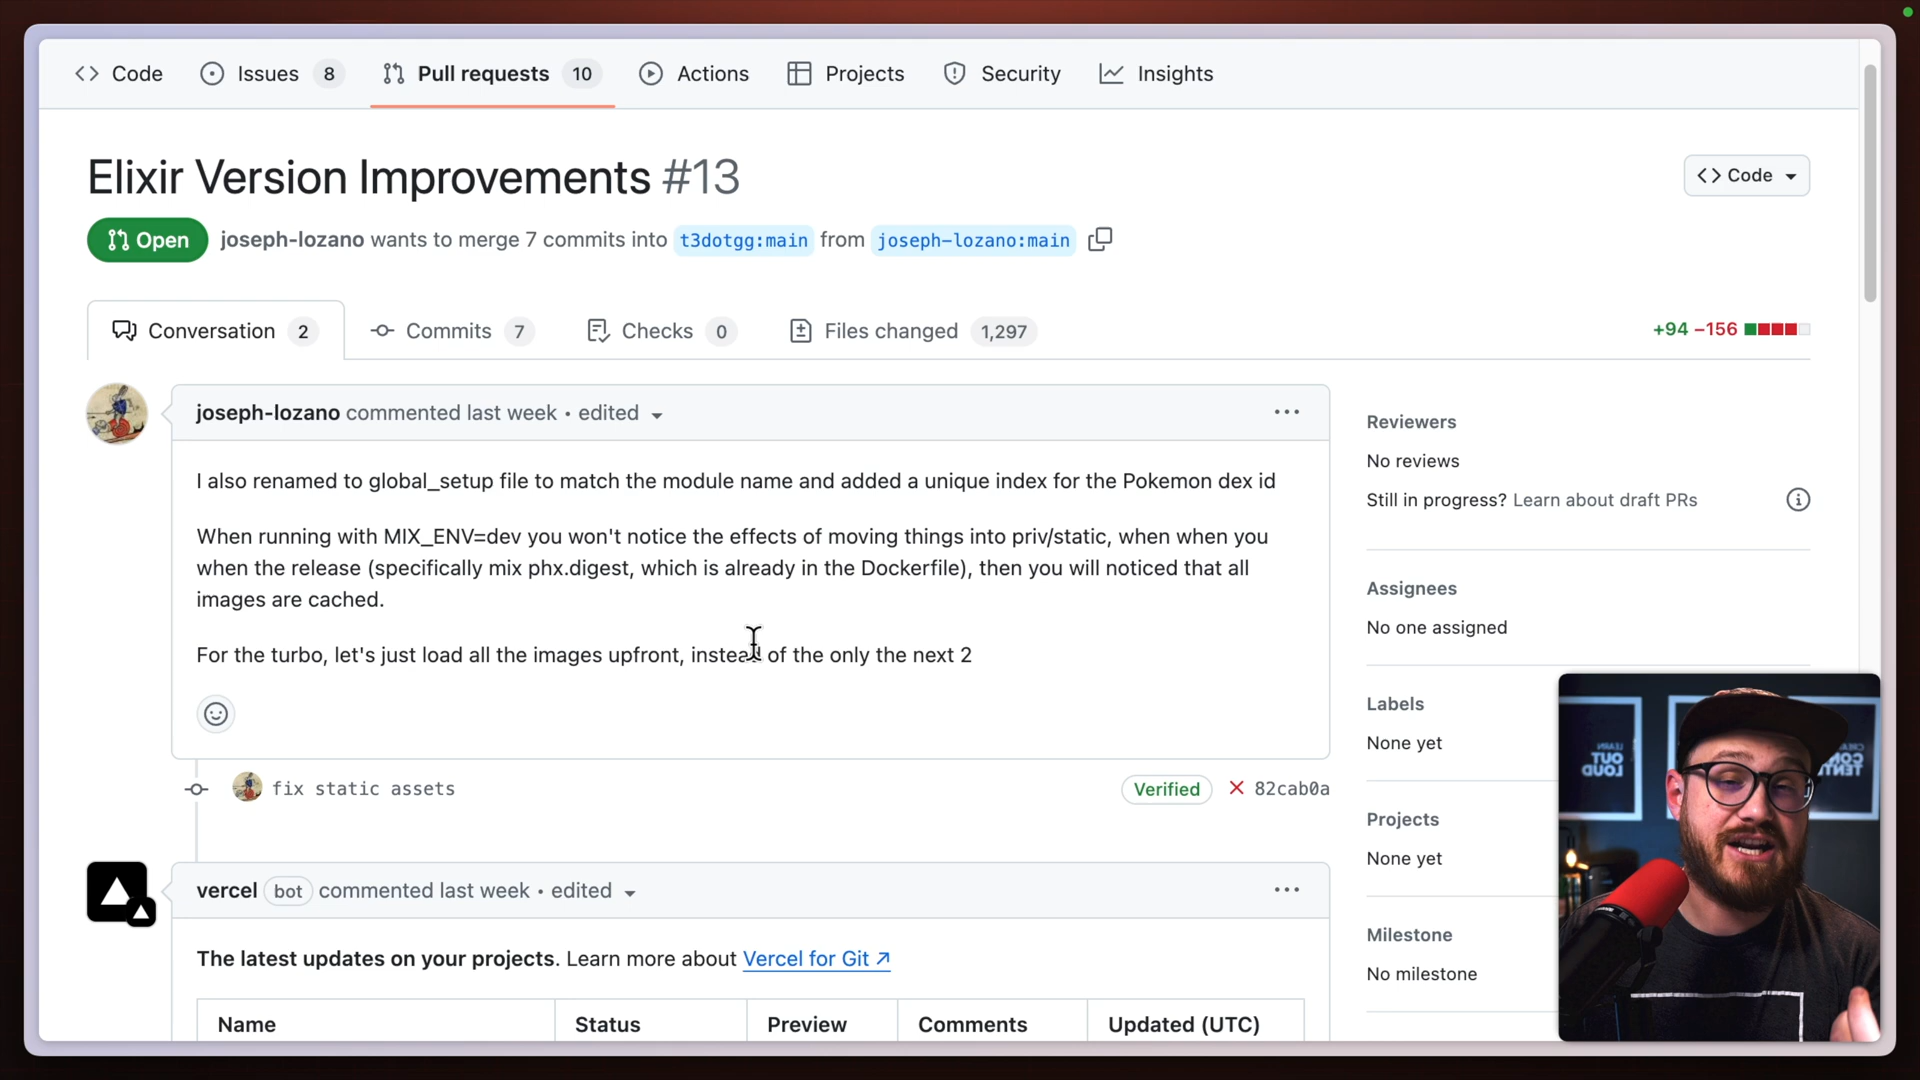 Code Issues 8 Pull requests 10 Actions Projects Security Insights
Elixir Version Improvements #13
Code
Open joseph-lozano wants to merge 7 commits into t3dotgg:main from joseph-lozano:main
Conversation 2 Commits 7 Checks 0 Files changed 1,297 +94 −156
joseph-lozano commented last week • edited
I also renamed to global_setup file to match the module name and added a unique index for the Pokemon dex id
When running with MIX_ENV=dev you won't notice the effects of moving things into priv/static, when when you
when the release (specifically mix phx.digest, which is already in the Dockerfile), then you will noticed that all
images are cached.
For the turbo, let's just load all the images upfront, instead of the only the next 2
fix static assets Verified 82cab0a
vercel bot commented last week • edited
The latest updates on your projects. Learn more about Vercel for Git ↗
Name Status Preview Comments Updated (UTC)
Reviewers
No reviews
Still in progress? Learn about draft PRs
Assignees
No one assigned
Labels
None yet
Projects
None yet
Milestone
No milestone
LEARN
OUT
LOUD